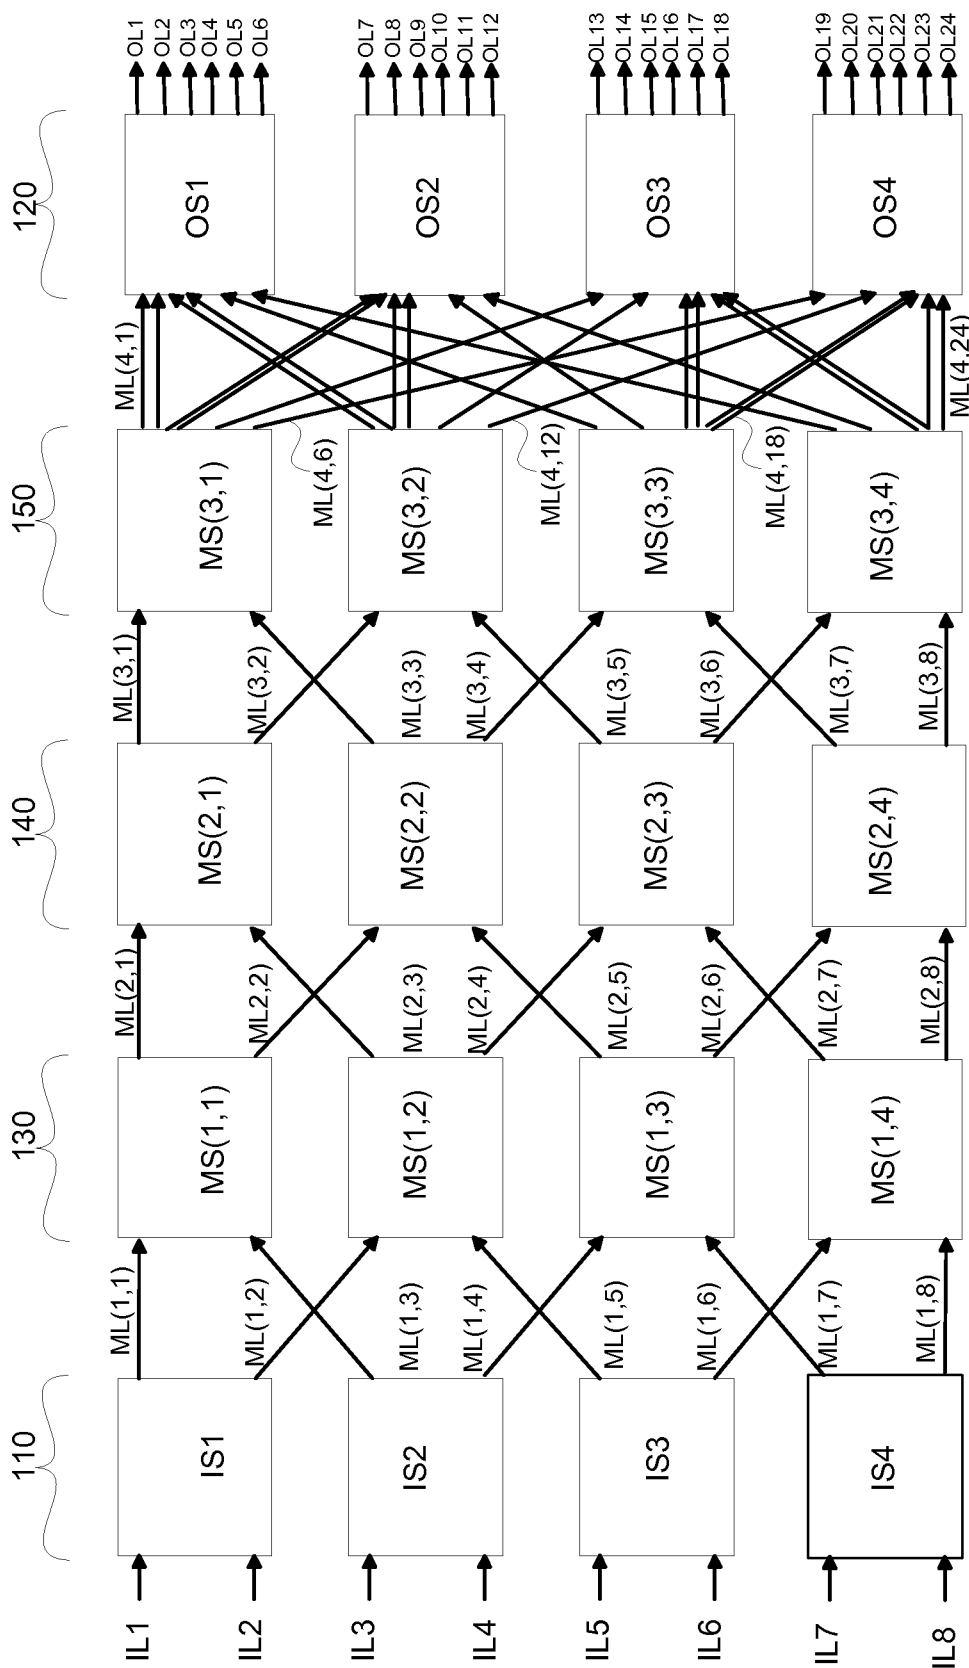 110
130
140
150
120
IL1
IL2
IL3
IL4
IL5
IL6
IL7
IL8
IS1
IS2
IS3
IS4
ML(1,1)
ML(1,2)
ML(1,3)
ML(1,4)
ML(1,5)
ML(1,6)
ML(1,7)
ML(1,8)
MS(1,1)
MS(1,2)
MS(1,3)
MS(1,4)
ML(2,1)
ML2,2)
ML(2,3)
ML(2,4)
ML(2,5)
ML(2,6)
ML(2,7)
ML(2,8)
MS(2,1)
MS(2,2)
MS(2,3)
MS(2,4)
ML(3,1)
ML(3,2)
ML(3,3)
ML(3,4)
ML(3,5)
ML(3,6)
ML(3,7)
ML(3,8)
MS(3,1)
MS(3,2)
MS(3,3)
MS(3,4)
ML(4,1)
ML(4,6)
ML(4,12)
ML(4,18)
ML(4,24)
OS1
OS2
OS3
OS4
OL1
OL2
OL3
OL4
OL5
OL6
OL7
OL8
OL9
OL10
OL11
OL12
OL13
OL14
OL15
OL16
OL17
OL18
OL19
OL20
OL21
OL22
OL23
OL24